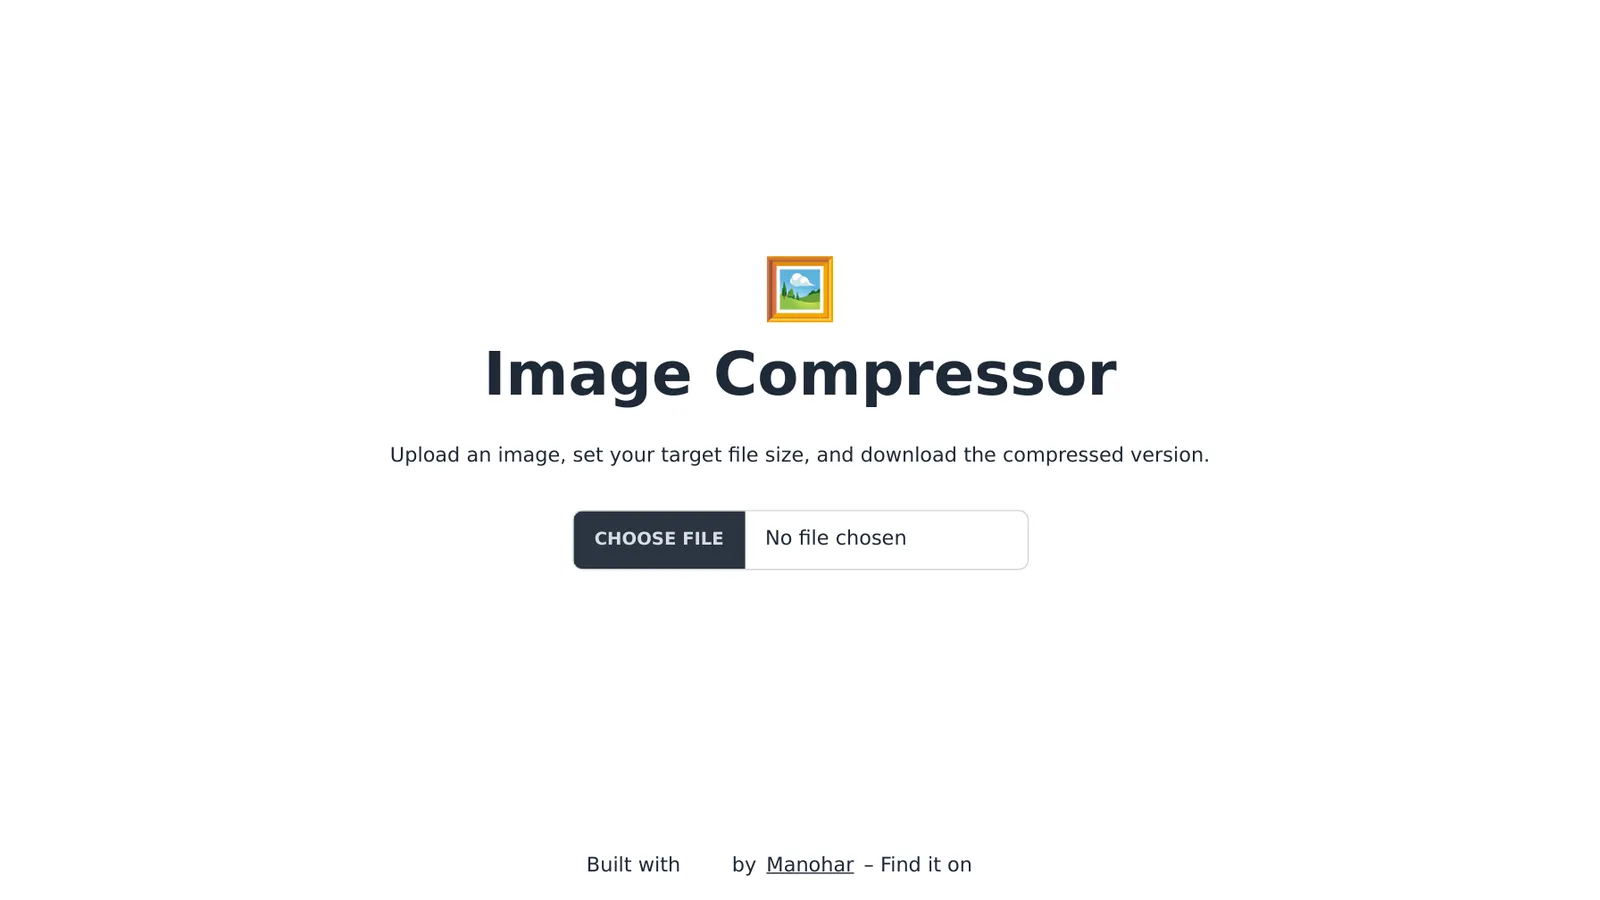 Image Compressor
Upload an image, set your target file size, and download the compressed version.
CHOOSE FILE No file chosen
Built with by Manohar – Find it on